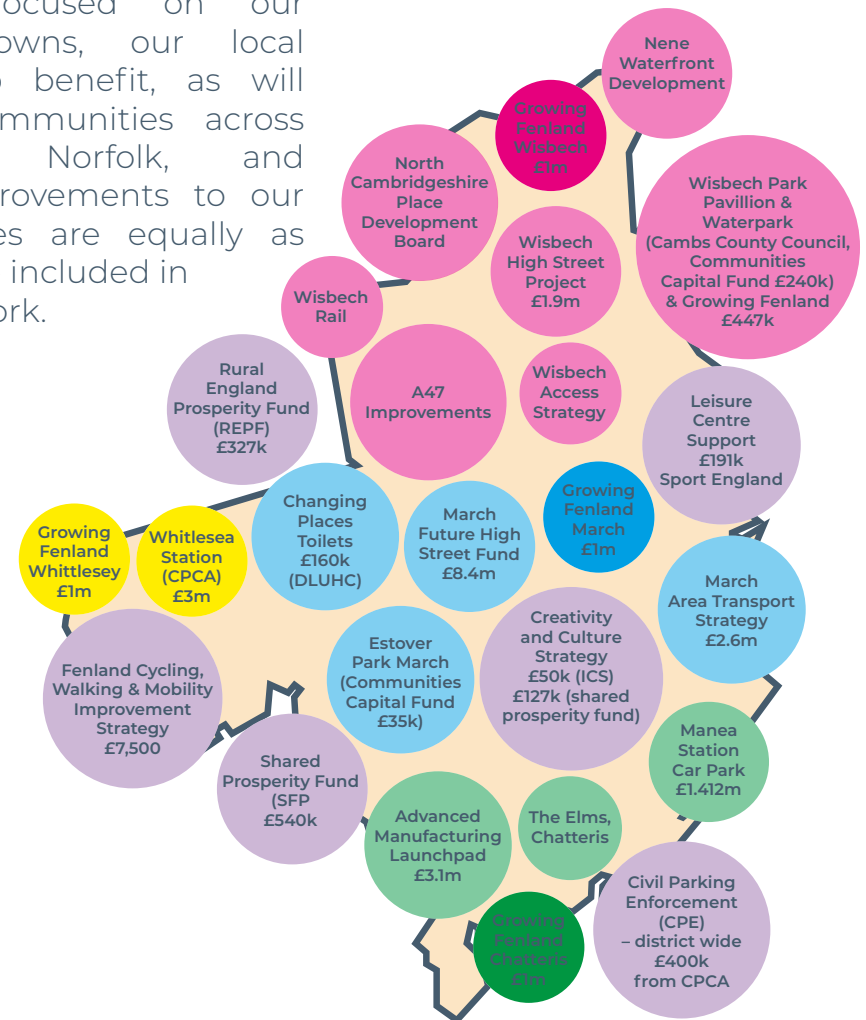 ocused on our
owns, our local
benefit, as will
mmunities across
Norfolk, and
rovements to our
es are equally as
included in
ork.
Nene
Waterfront
Development
Growing
Fenland
Wisbech
£1m
North
Cambridgeshire
Place
Development
Board
Wisbech Park
Pavillion &
Waterpark
(Cambs County Council,
Communities
Capital Fund £240k)
& Growing Fenland
£447k
Wisbech
High Street
Project
£1.9m
Wisbech
Rail
Rural
England
Prosperity Fund
(REPF)
£327k
A47
Improvements
Wisbech
Access
Strategy
Leisure
Centre
Support
£191k
Sport England
Growing
Fenland
Whittlesey
£1m
Whitlesea
Station
(CPCA)
£3m
Changing
Places
Toilets
£160k
(DLUHC)
March
Future High
Street Fund
£8.4m
Growing
Fenland
March
£1m
March
Area Transport
Strategy
£2.6m
Fenland Cycling,
Walking & Mobility
Improvement
Strategy
£7,500
Estover
Park March
(Communities
Capital Fund
£35k)
Creativity
and Culture
Strategy
£50k (ICS)
£127k (shared
prosperity fund)
Shared
Prosperity Fund
(SFP
£540k
Manea
Station
Car Park
£1.412m
Advanced
Manufacturing
Launchpad
£3.1m
The Elms,
Chatteris
Growing
Fenland
Chatteris
£1m
Civil Parking
Enforcement
(CPE)
– district wide
£400k
from CPCA